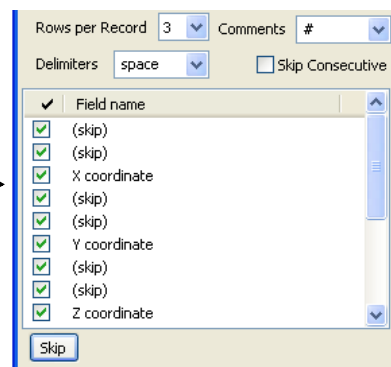 Rows per Record 3 Comments #
Delimiters space Skip Consecutive
Field name
(skip)
(skip)
X coordinate
(skip)
(skip)
Y coordinate
(skip)
(skip)
Z coordinate
Skip